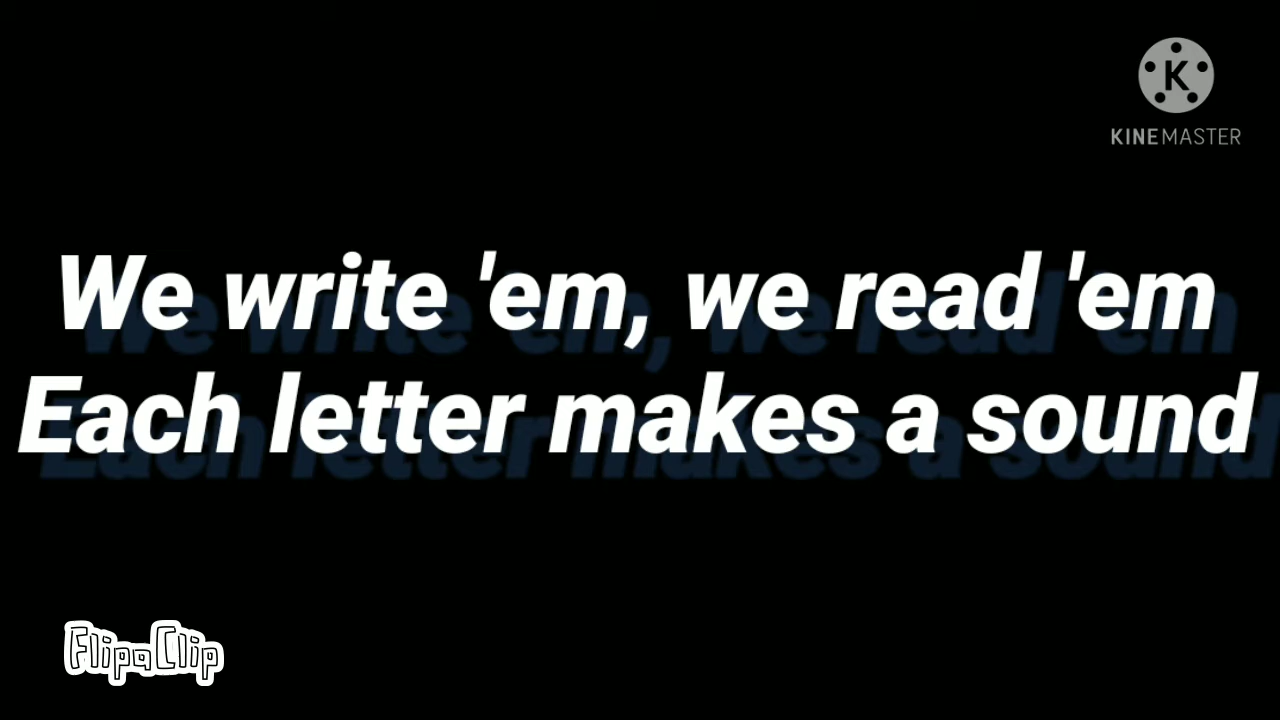 K
KINEMASTER
We write 'em, we read 'em
Each letter makes a sound
FlipaClip